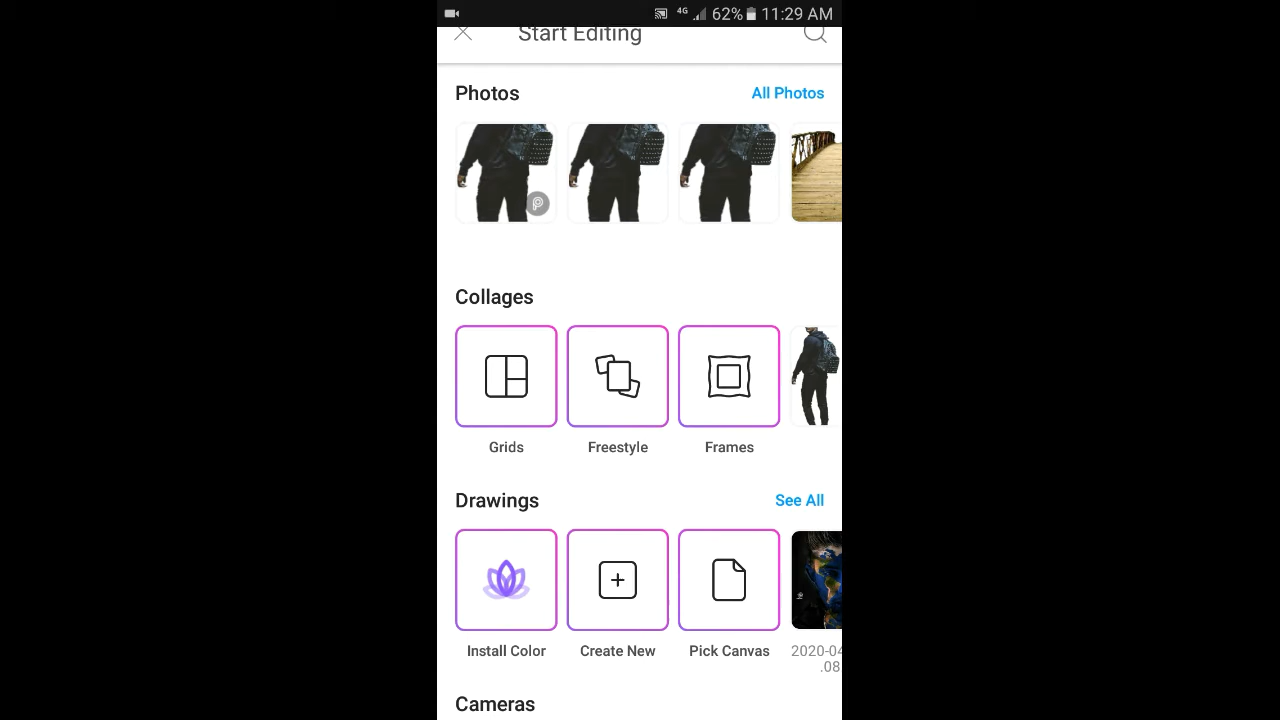 4G 62% 11:29 AM
Start Editing
Photos All Photos
Collages
Grids Freestyle Frames
Drawings See All
Install Color Create New Pick Canvas 2020-04
.08
Cameras